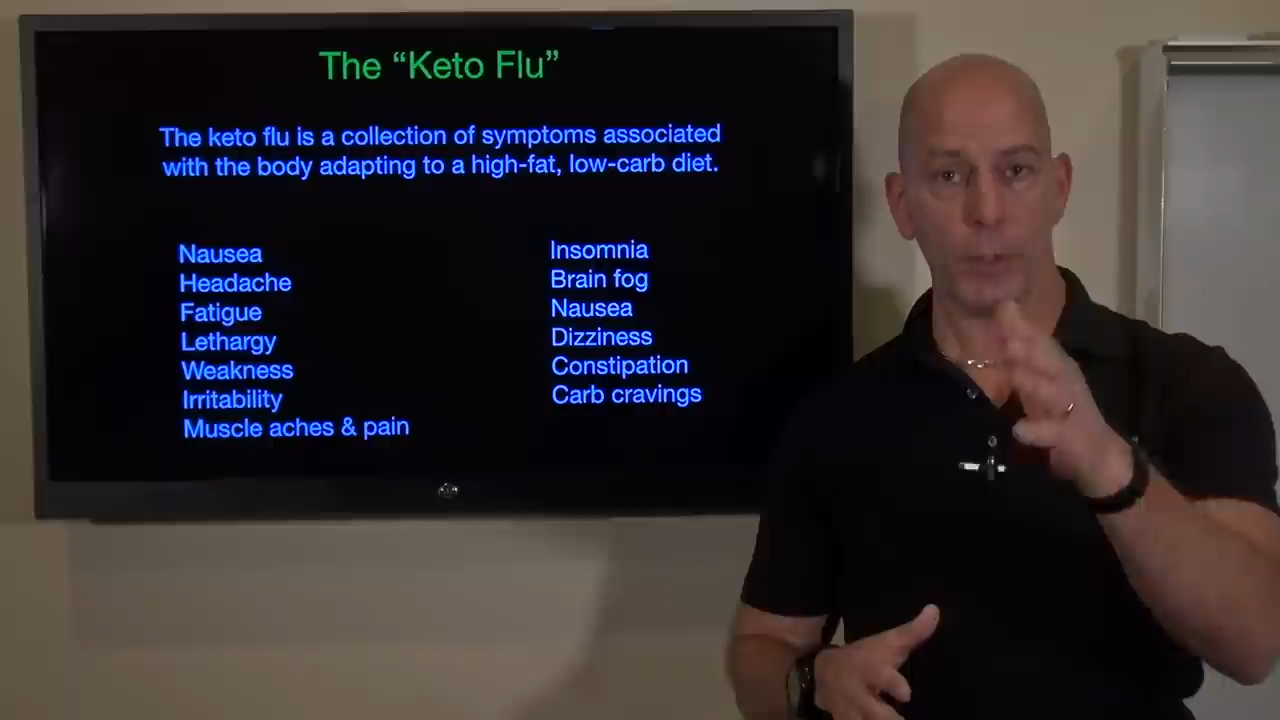 The “Keto Flu”
The keto flu is a collection of symptoms associated
with the body adapting to a high-fat, low-carb diet.
Nausea
Headache
Fatigue
Lethargy
Weakness
Irritability
Muscle aches & pain
Insomnia
Brain fog
Nausea
Dizziness
Constipation
Carb cravings